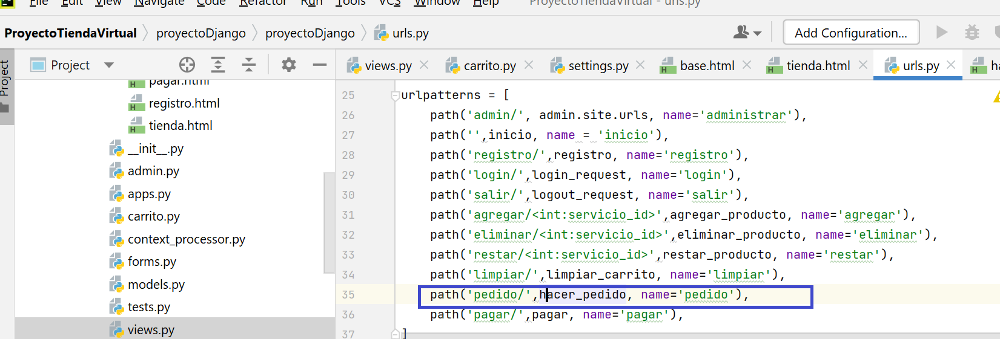 File Edit View Navigate Code Refactor Run Tools VCS Window Help ProyectoTiendaVirtual - urls.py
ProyectoTiendaVirtual proyectoDjango proyectoDjango urls.py Add Configuration...
Project
Project
views.py carrito.py settings.py base.html tienda.html urls.py ha
pagar.html
registro.html
tienda.html
__init__.py
admin.py
apps.py
carrito.py
context_processor.py
forms.py
models.py
tests.py
views.py
25 urlpatterns = [
26 path('admin/', admin.site.urls, name='administrar'),
27 path('',inicio, name = 'inicio'),
28 path('registro/',registro, name='registro'),
29 path('login/',login_request, name='login'),
30 path('salir/',logout_request, name='salir'),
31 path('agregar/<int:servicio_id>',agregar_producto, name='agregar'),
32 path('eliminar/<int:servicio_id>',eliminar_producto, name='eliminar'),
33 path('restar/<int:servicio_id>',restar_producto, name='restar'),
34 path('limpiar/',limpiar_carrito, name='limpiar'),
35 path('pedido/',hacer_pedido, name='pedido'),
36 path('pagar/',pagar, name='pagar'),
37 ]